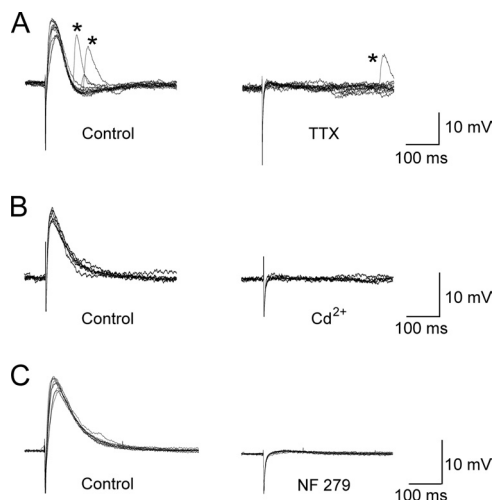 A
*
*
*
Control
TTX
10 mV
100 ms
B
Control
Cd²⁺
10 mV
100 ms
C
Control
NF 279
10 mV
100 ms